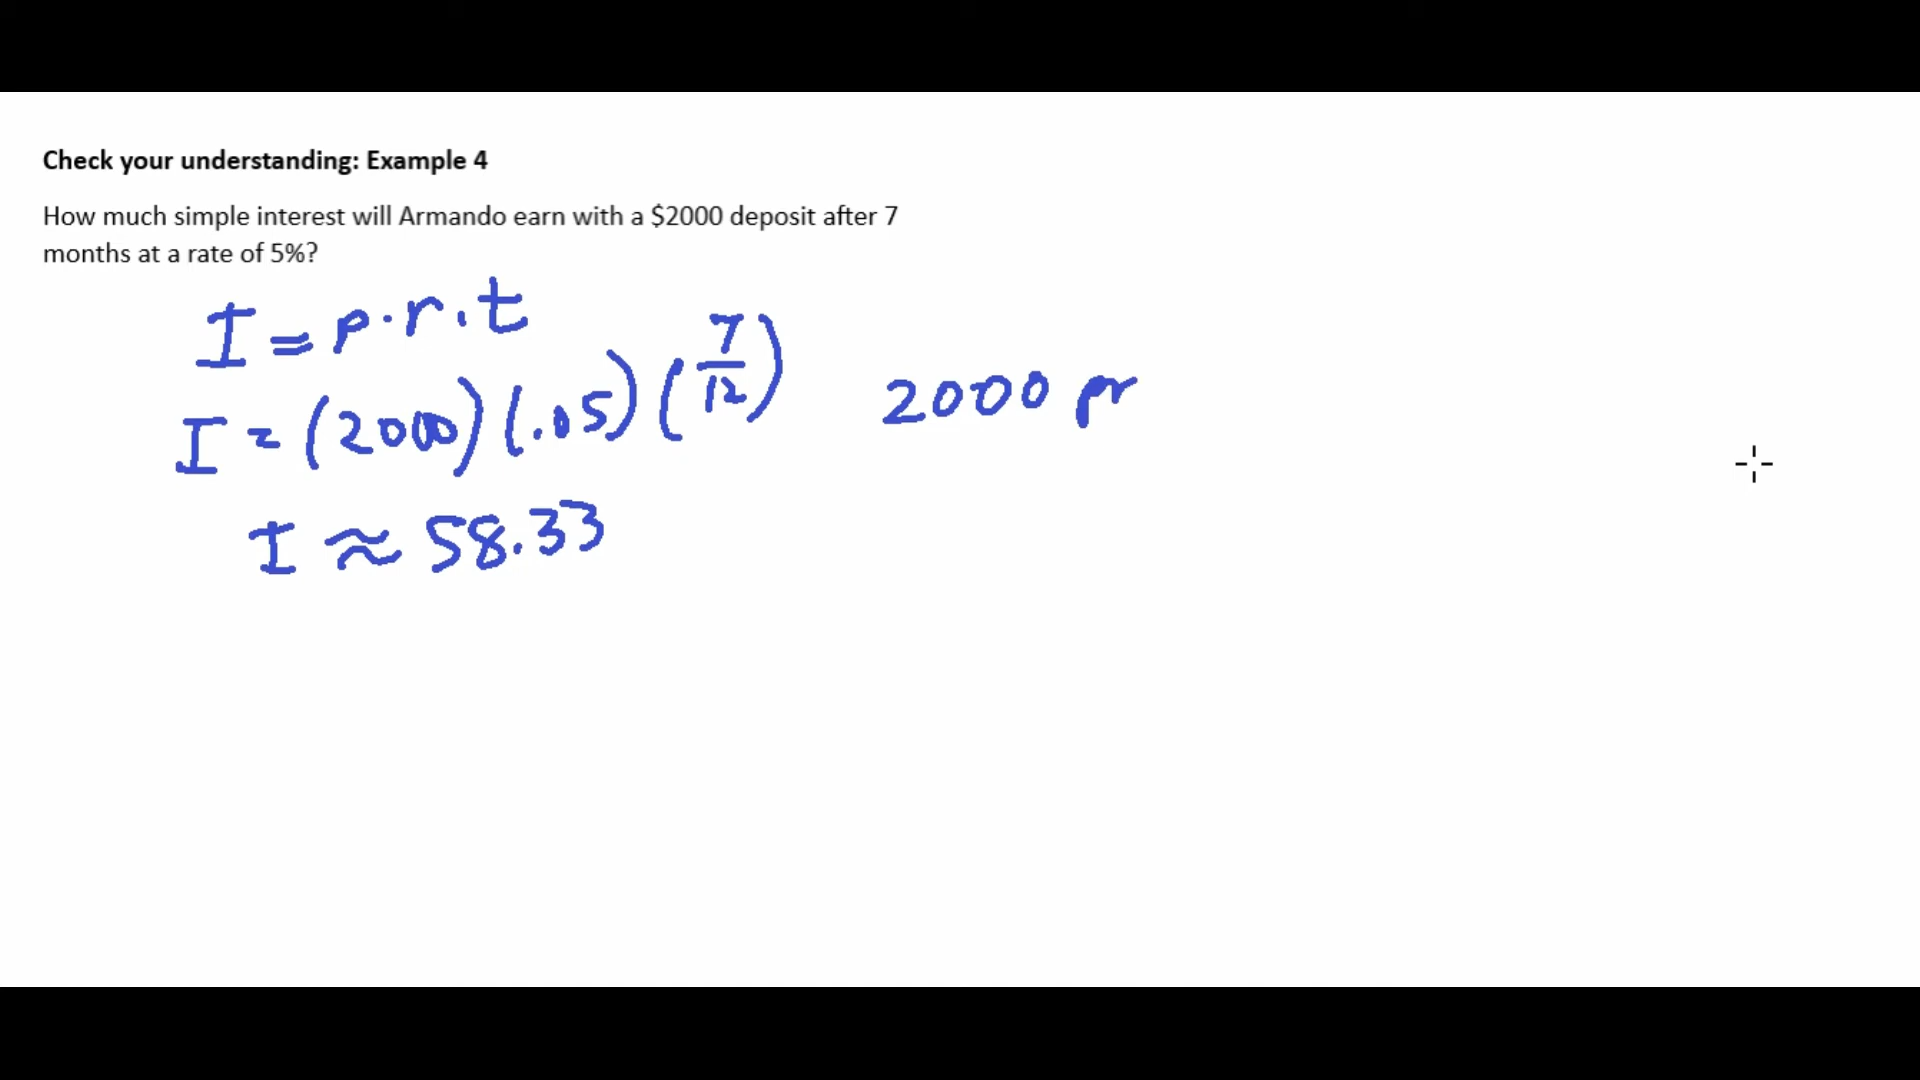 Check your understanding: Example 4
How much simple interest will Armando earn with a $2000 deposit after 7
months at a rate of 5%?
I = p.r.t
I = (2000)(.05)(7/12) 2000 pr
I ≈ 58.33